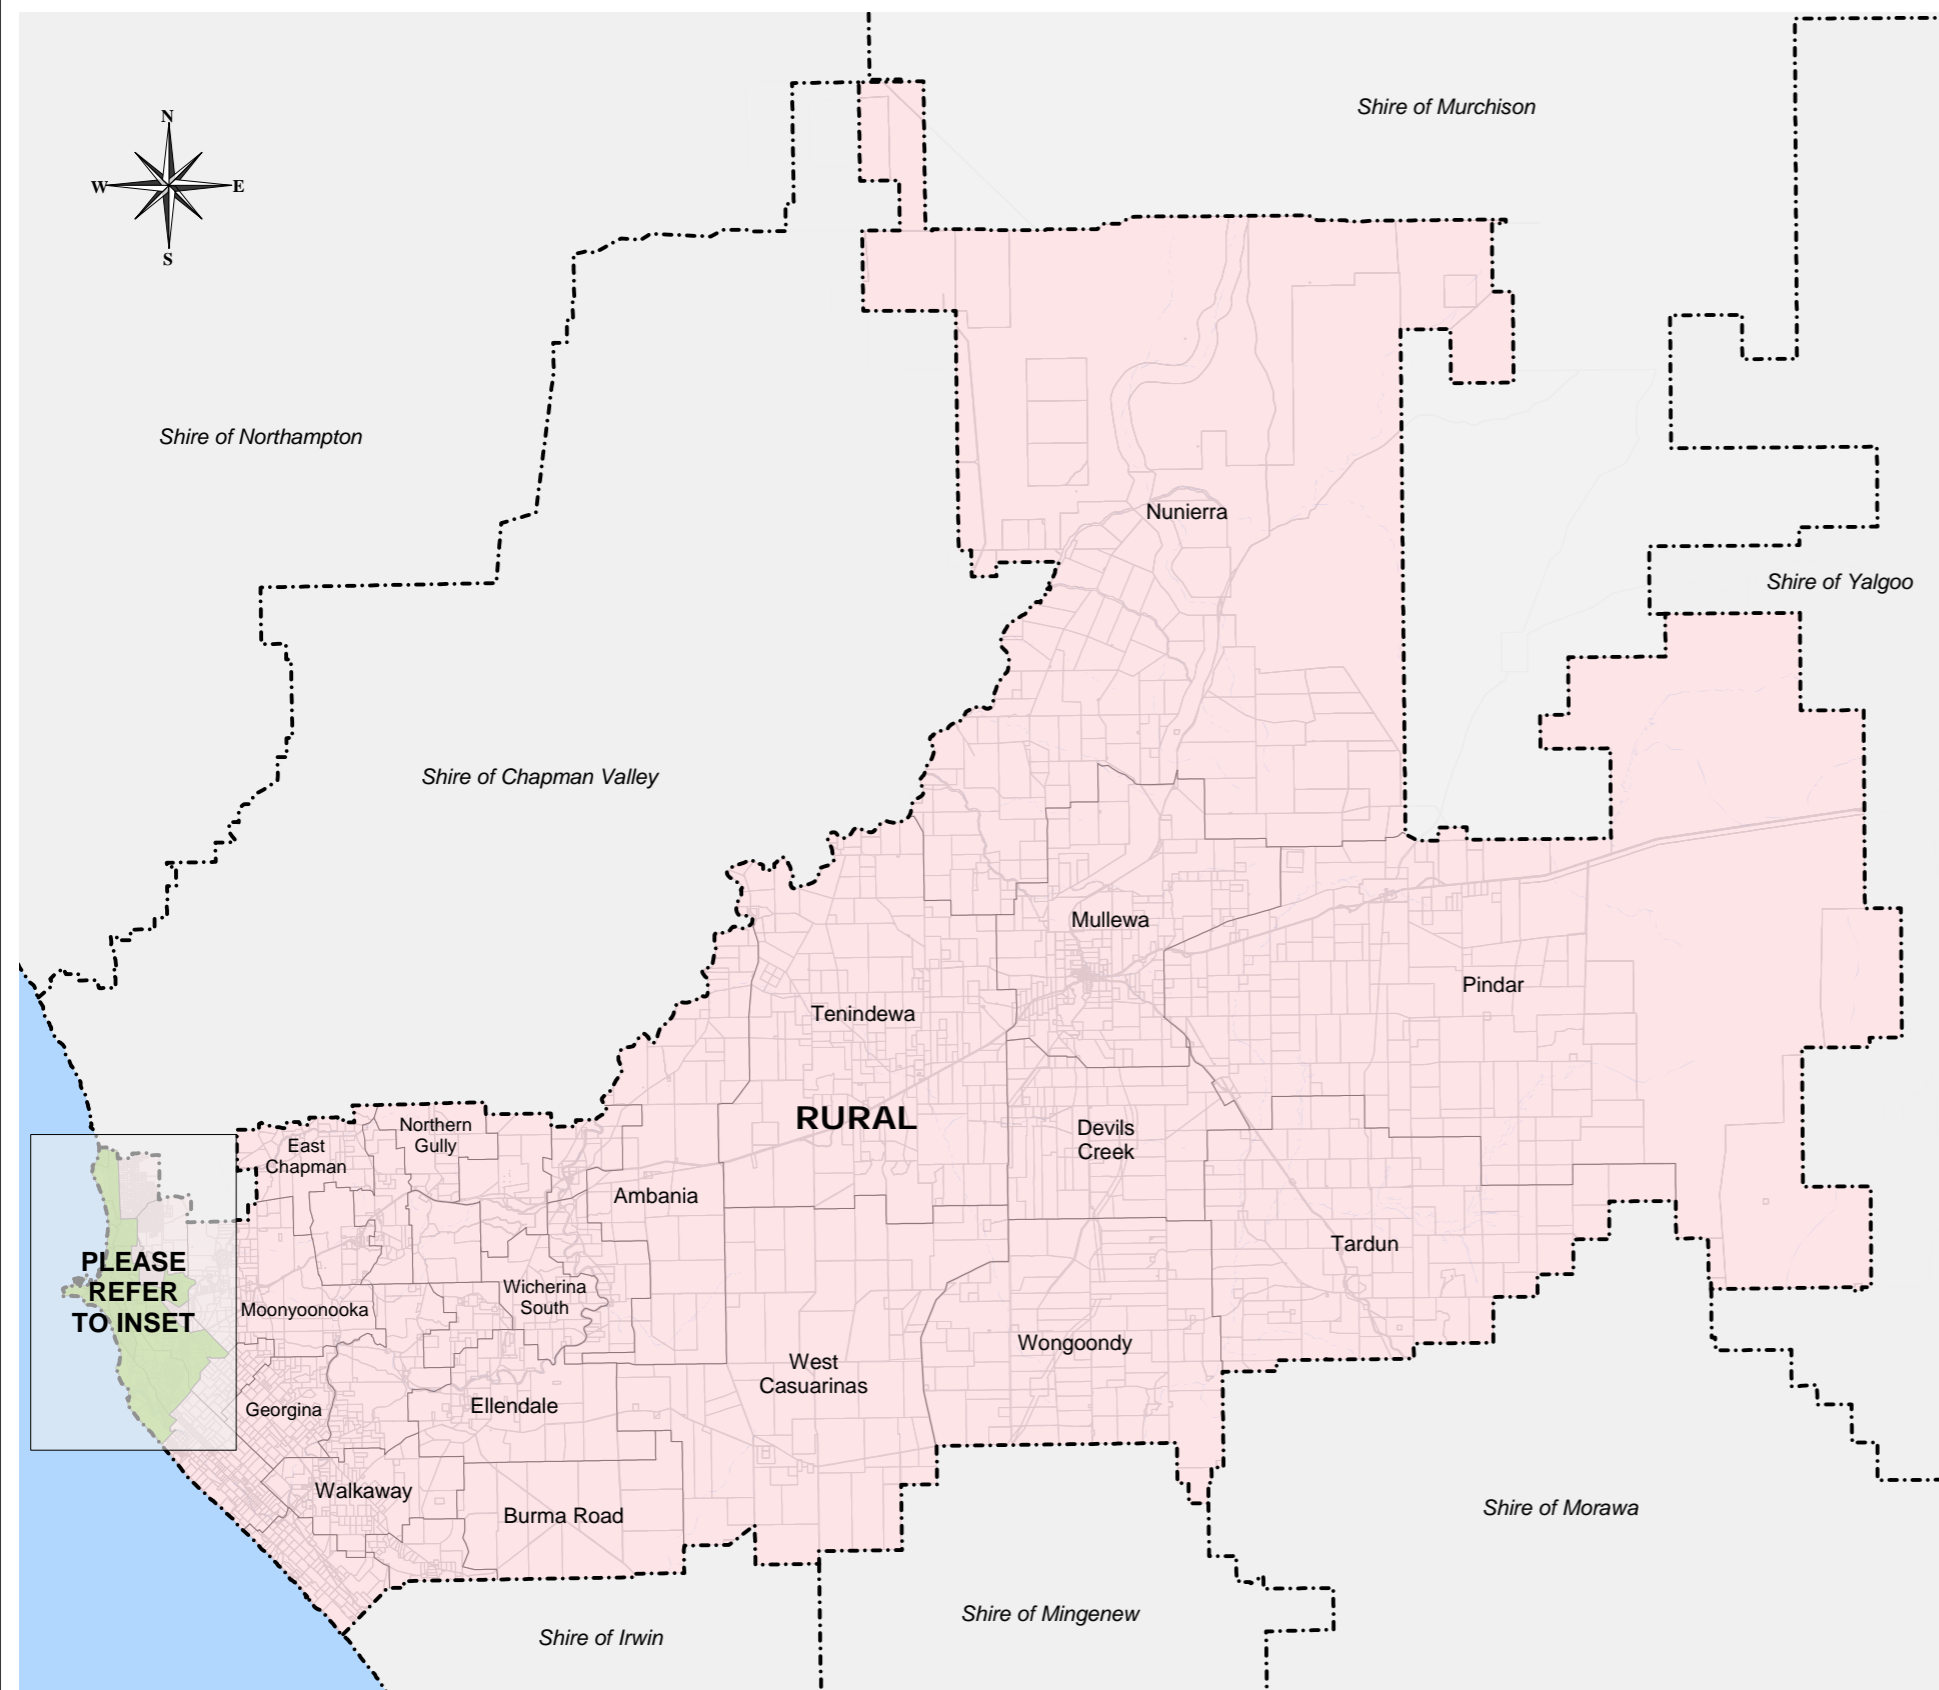 N
Shire of Murchison
W
E
S
Shire of Northampton
Nunierra
Shire of Yalgoo
Shire of Chapman Valley
Mullewa
Pindar
Tenindewa
RURAL
Northern
Gully
East
Chapman
Devils
Creek
Ambania
Tardun
PLEASE
REFER
TO INSET
Wicherina
South
Moonyoonooka
Wongoondy
West
Casuarinas
Georgina
Ellendale
Walkaway
Burma Road
Shire of Morawa
Shire of Mingenew
Shire of Irwin